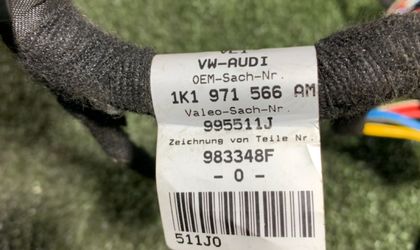 VW-AUDI
OEM-Sach-Nr.
1K1 971 566 AM
Valeo-Sach-Nr.
995511J
Zeichnung von Teile Nr.
983348F
- 0 -
511J0